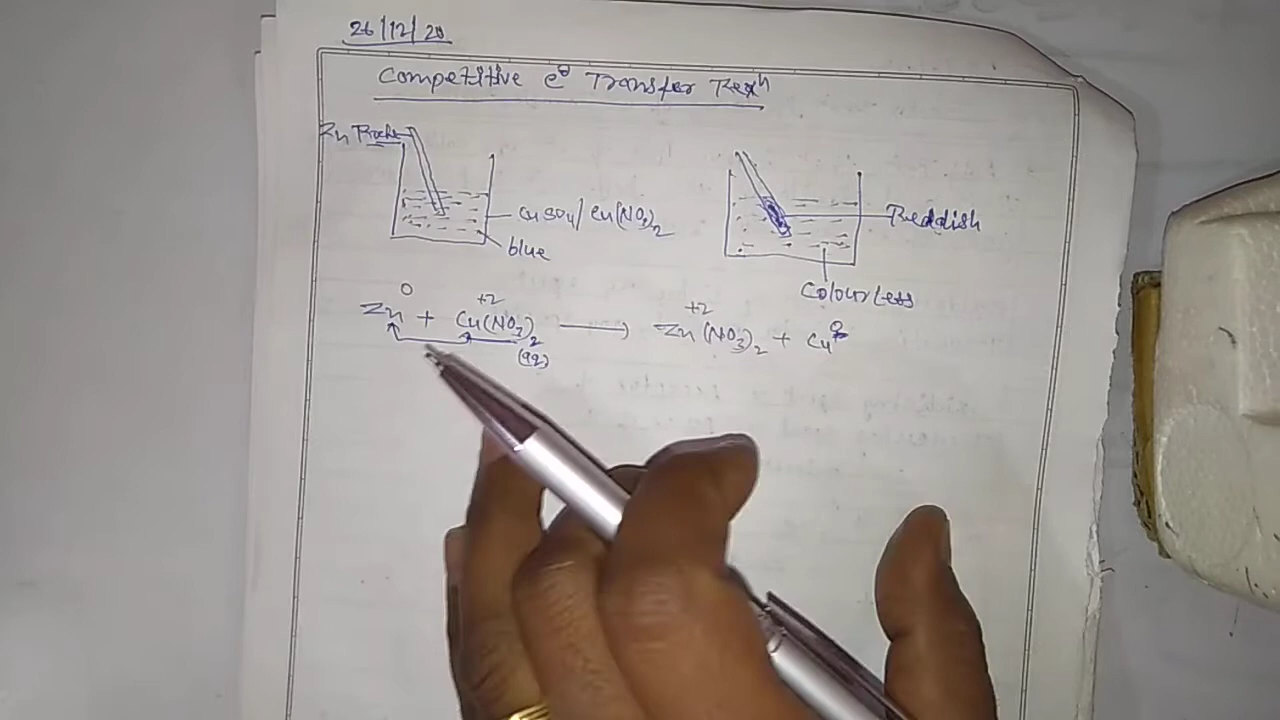 26/12/20
Competitive e⊖ Transfer Rexⁿ
Zn
CuSO4/Cu(NO3)2
blue
Reddish
Colourless
0 +2 +2 0
Zn + Cu(NO3)2 ⟶ Zn(NO3)2 + Cu
(aq)